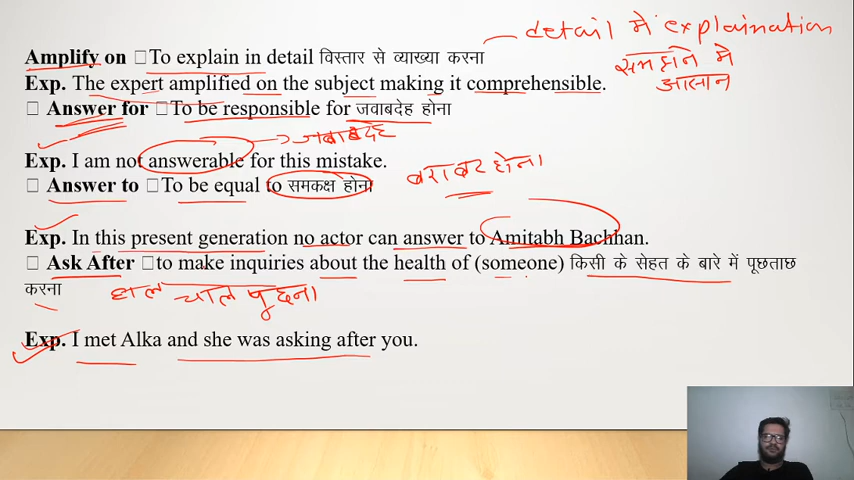 detail मे explaination
Amplify on □To explain in detail विस्तार से व्याख्या करना
समझने मे
आसान
Exp. The expert amplified on the subject making it comprehensible.
□ Answer for □To be responsible for जवाबदेह होना
→ जवाबदेह
Exp. I am not answerable for this mistake.
□ Answer to □To be equal to समकक्ष होना
बराबर होना
Exp. In this present generation no actor can answer to Amitabh Bachhan.
□ Ask After □to make inquiries about the health of (someone) किसी के सेहत के बारे में पूछताछ
करना
हाल चाल पूछना
Exp. I met Alka and she was asking after you.